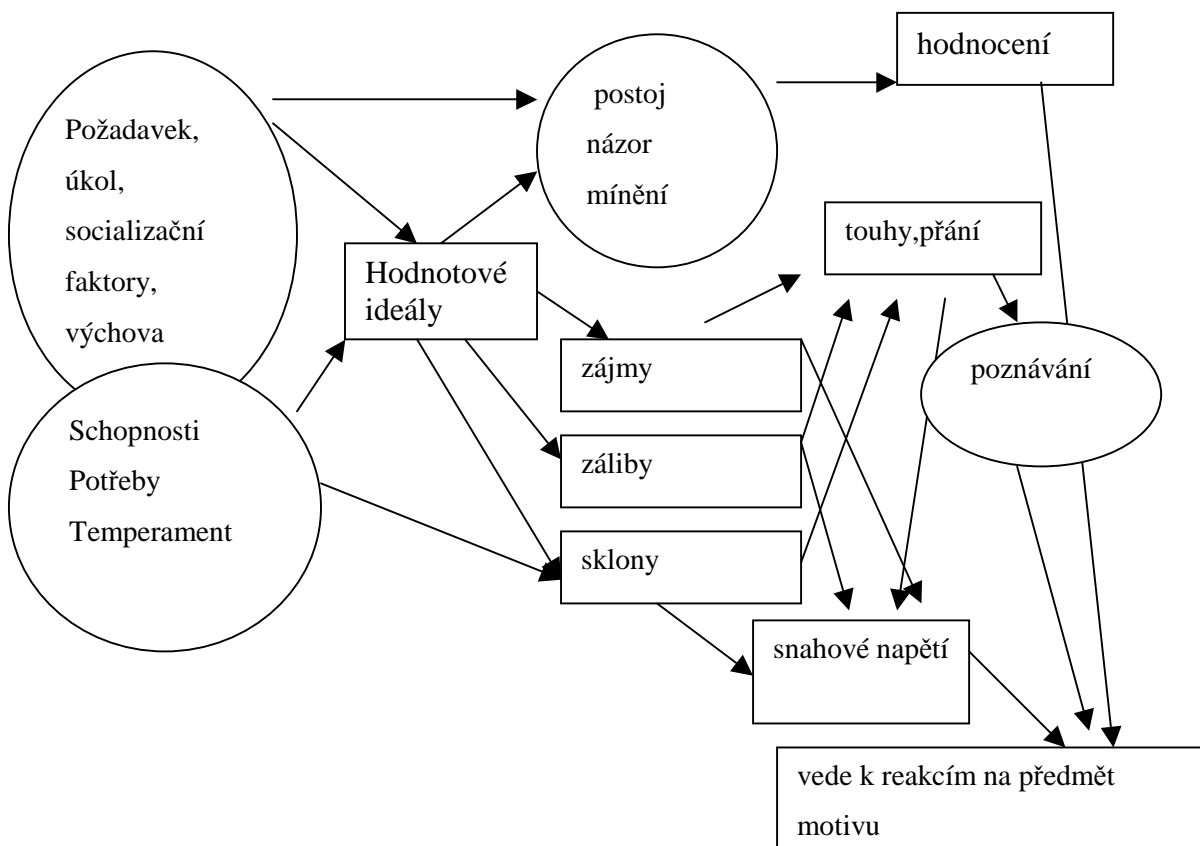 hodnocení
postoj
názor
mínění
Požadavek,
úkol,
socializační
faktory,
výchova
touhy,přání
Hodnotové
ideály
zájmy
poznávání
Schopnosti
Potřeby
Temperament
záliby
sklony
snahové napětí
vede k reakcím na předmět
motivu